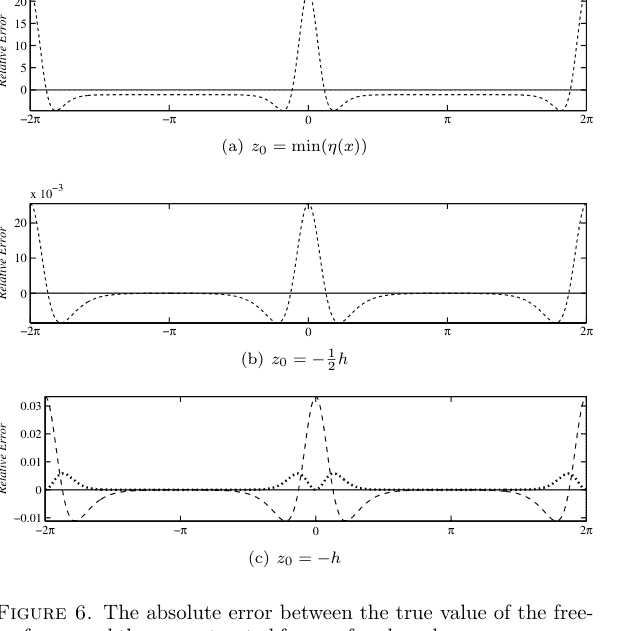 20
15
10
5
0
Relative Error
−2π −π 0 π 2π
(a) z₀ = min(η(x))
x 10⁻³
20
10
0
Relative Error
−2π −π 0 π 2π
(b) z₀ = −½h
0.03
0.02
0.01
0
−0.01
Relative Error
−2π −π 0 π 2π
(c) z₀ = −h
FIGURE 6. The absolute error between the true value of the free-